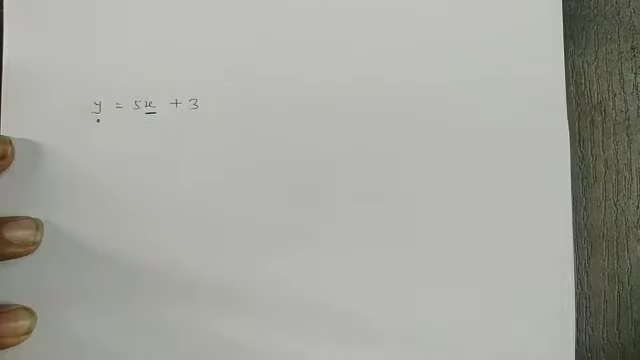 y = 5x + 3